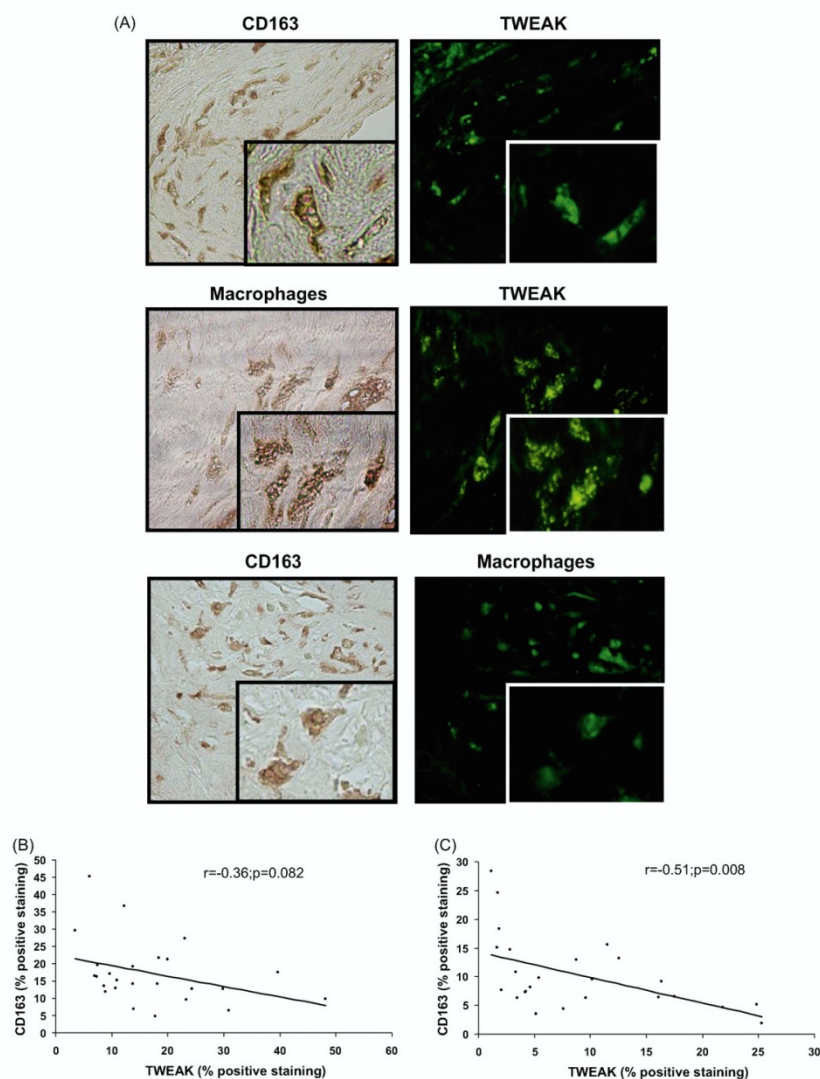 (A)
CD163 TWEAK
Macrophages TWEAK
CD163 Macrophages
(B)
r=-0.36;p=0.082
CD163 (% positive staining)
50
45
40
35
30
25
20
15
10
5
0
0 10 20 30 40 50 60
TWEAK (% positive staining)
(C)
r=-0.51;p=0.008
CD163 (% positive staining)
30
25
20
15
10
5
0
0 5 10 15 20 25 30
TWEAK (% positive staining)